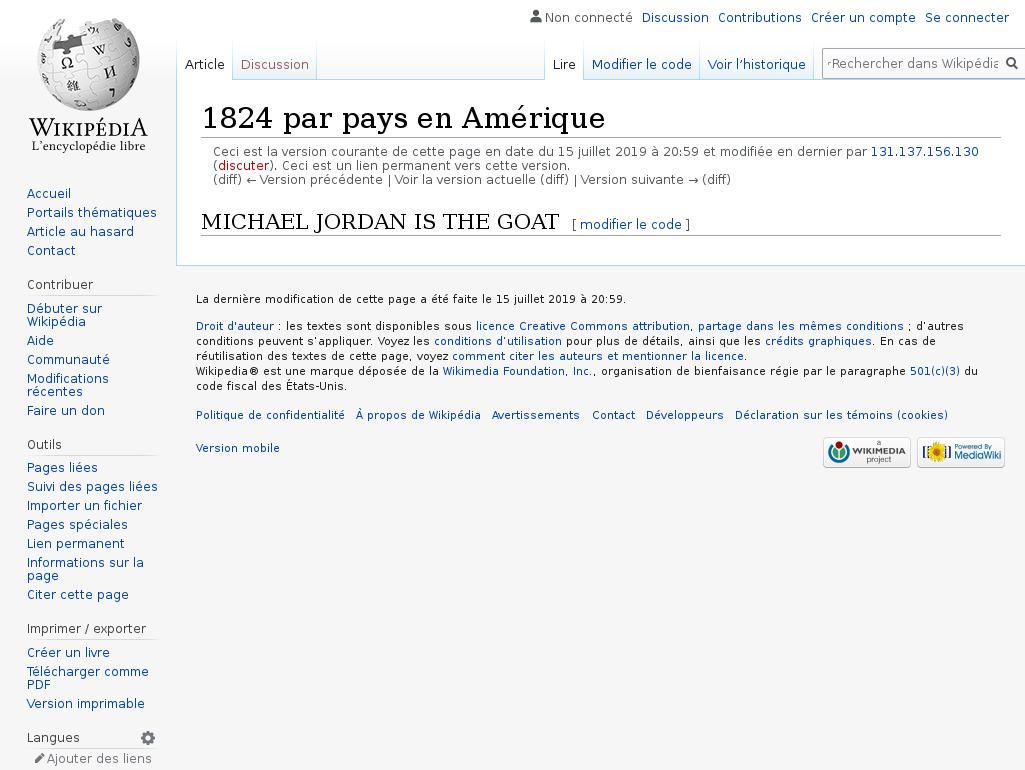 Non connecté Discussion Contributions Créer un compte Se connecter
Article Discussion Lire Modifier le code Voir l'historique Rechercher dans Wikipédia
WIKIPÉDIA
L'encyclopédie libre
1824 par pays en Amérique
Ceci est la version courante de cette page en date du 15 juillet 2019 à 20:59 et modifiée en dernier par 131.137.156.130
(discuter). Ceci est un lien permanent vers cette version.
(diff) ← Version précédente | Voir la version actuelle (diff) | Version suivante → (diff)
MICHAEL JORDAN IS THE GOAT [ modifier le code ]
La dernière modification de cette page a été faite le 15 juillet 2019 à 20:59.
Droit d'auteur : les textes sont disponibles sous licence Creative Commons attribution, partage dans les mêmes conditions ; d'autres
conditions peuvent s'appliquer. Voyez les conditions d'utilisation pour plus de détails, ainsi que les crédits graphiques. En cas de
réutilisation des textes de cette page, voyez comment citer les auteurs et mentionner la licence.
Wikipedia® est une marque déposée de la Wikimedia Foundation, Inc., organisation de bienfaisance régie par le paragraphe 501(c)(3) du
code fiscal des États-Unis.
Politique de confidentialité À propos de Wikipédia Avertissements Contact Développeurs Déclaration sur les témoins (cookies)
Version mobile
a
WIKIMEDIA
project
Powered By
MediaWiki
Accueil
Portails thématiques
Article au hasard
Contact
Contribuer
Débuter sur
Wikipédia
Aide
Communauté
Modifications
récentes
Faire un don
Outils
Pages liées
Suivi des pages liées
Importer un fichier
Pages spéciales
Lien permanent
Informations sur la
page
Citer cette page
Imprimer / exporter
Créer un livre
Télécharger comme
PDF
Version imprimable
Langues
Ajouter des liens